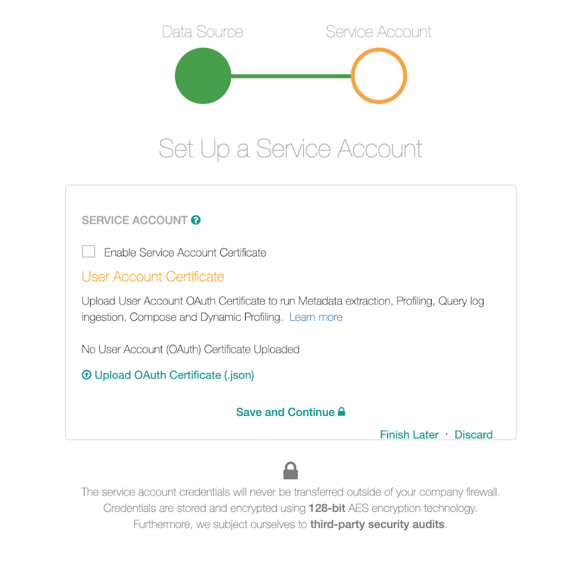 Data Source
Service Account
Set Up a Service Account
SERVICE ACCOUNT
Enable Service Account Certificate
User Account Certificate
Upload User Account OAuth Certificate to run Metadata extraction, Profiling, Query log
ingestion, Compose and Dynamic Profiling. Learn more
No User Account (OAuth) Certificate Uploaded
Upload OAuth Certificate (.json)
Save and Continue
Finish Later · Discard
The service account credentials will never be transferred outside of your company firewall.
Credentials are stored and encrypted using 128-bit AES encryption technology.
Furthermore, we subject ourselves to third-party security audits.